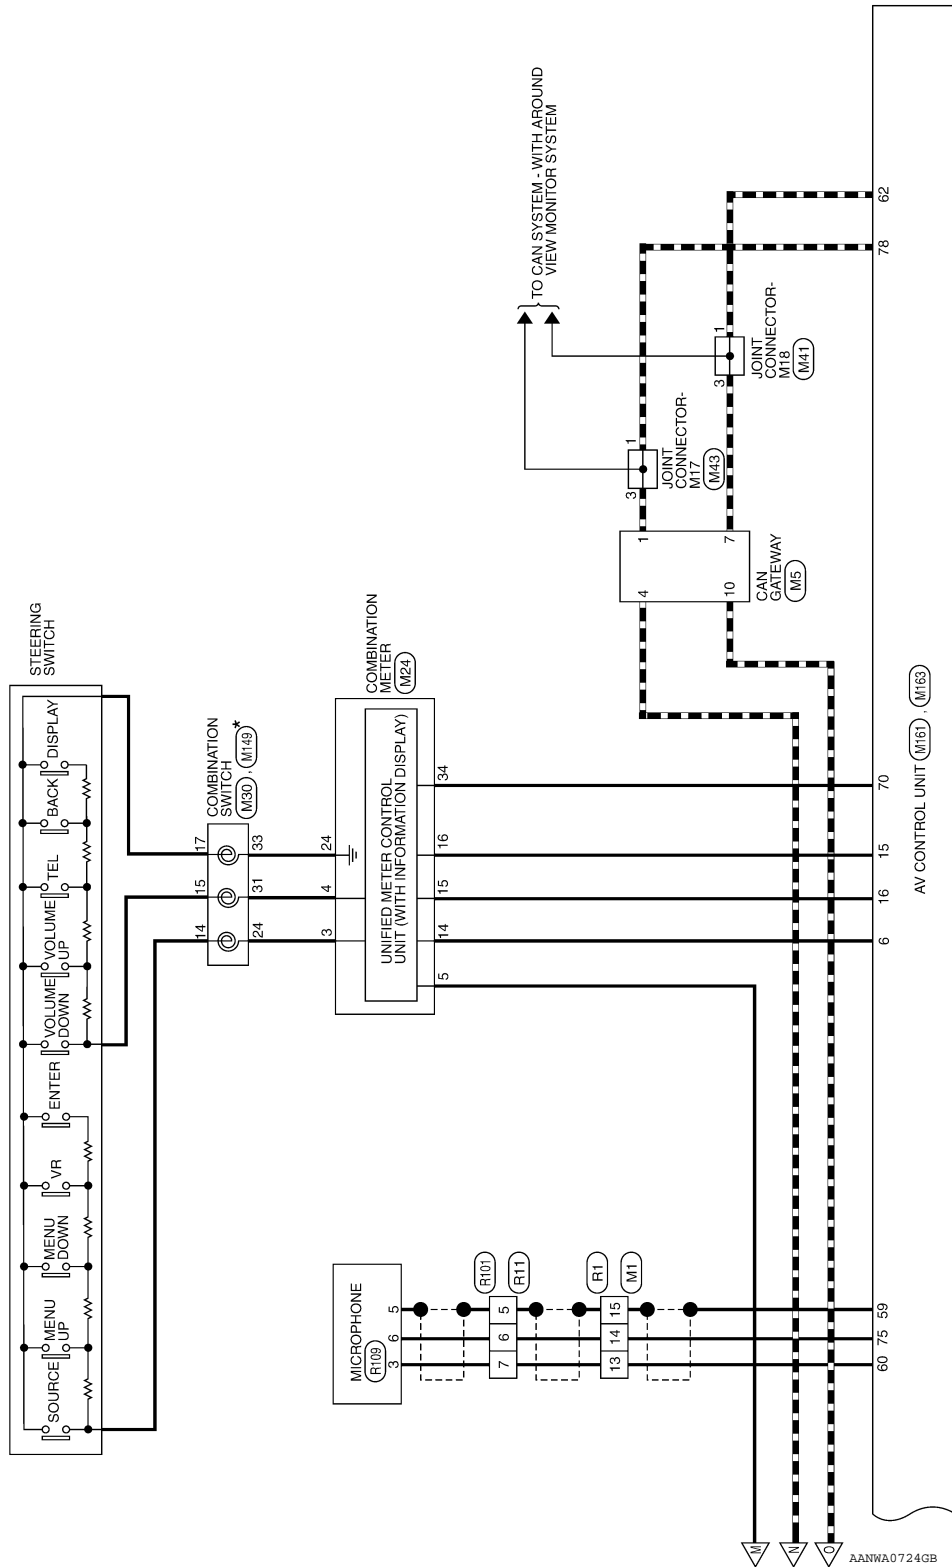 STEERING
SWITCH
SOURCE
MENU
UP
MENU
DOWN
VR
ENTER
VOLUME
DOWN
VOLUME
UP
TEL
BACK
DISPLAY
COMBINATION
SWITCH
M30 , M149 *
14
15
17
24
31
33
COMBINATION
METER
M24
3
4
24
UNIFIED METER CONTROL
UNIT (WITH INFORMATION DISPLAY)
5
14
15
16
34
TO CAN SYSTEM - WITH AROUND
VIEW MONITOR SYSTEM
MICROPHONE
R109
3
6
5
R101
R11
7
6
5
R1
M1
13
14
15
CAN
GATEWAY
M5
4
1
10
7
JOINT
CONNECTOR-
M17
M43
3
1
JOINT
CONNECTOR-
M18
M41
3
1
M
N
O
60
75
59
6
16
15
70
78
62
AV CONTROL UNIT M161 , M163
AANWA0724GB